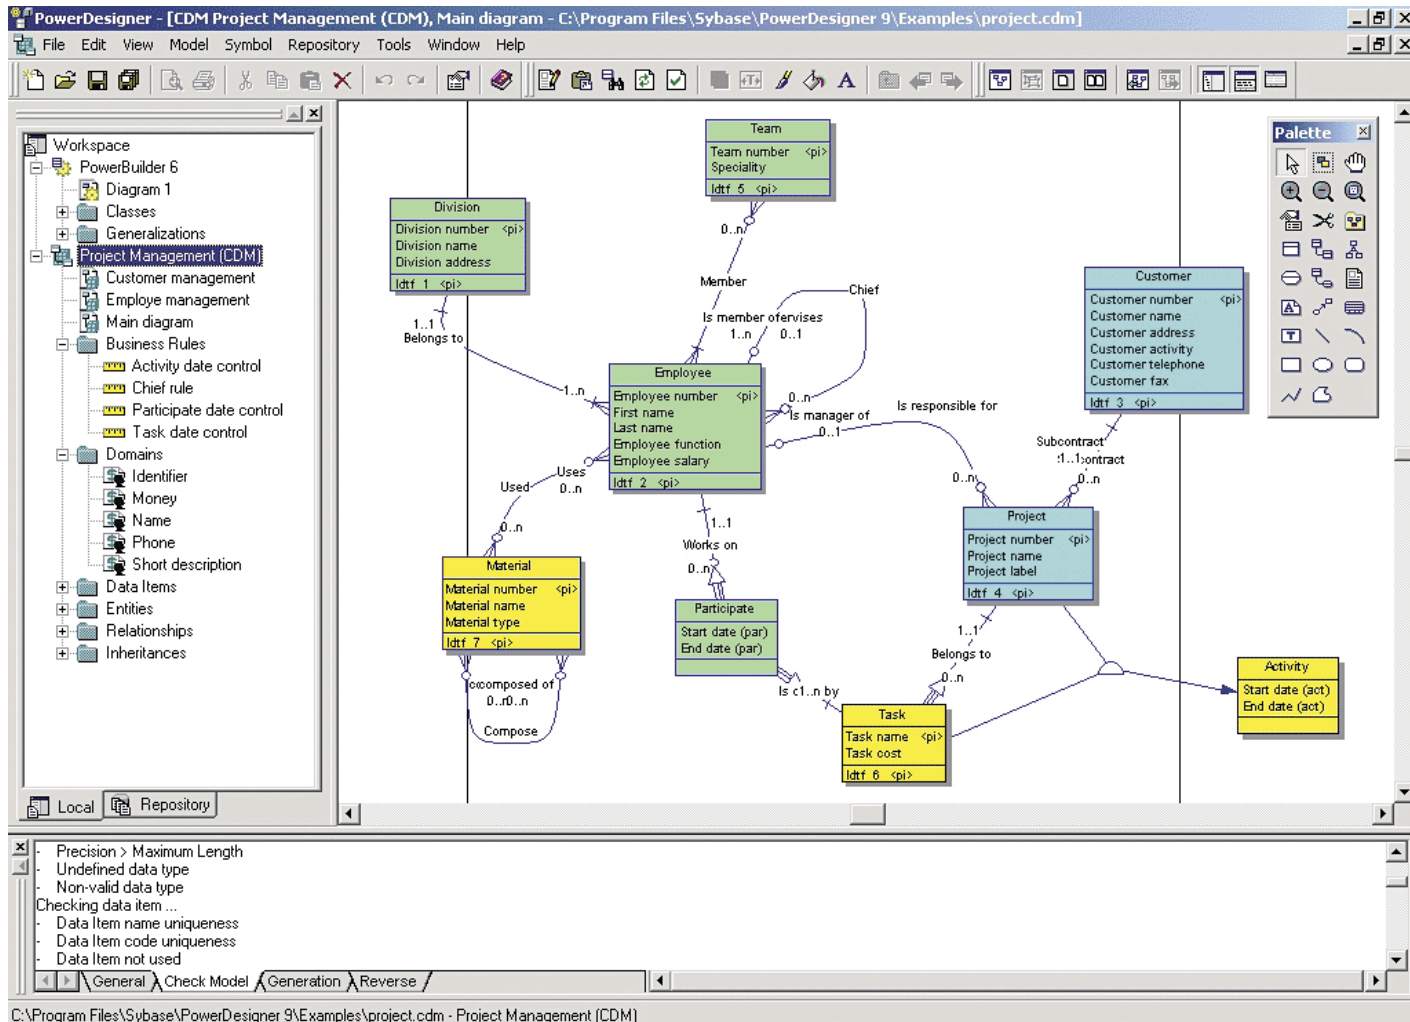 PowerDesigner - [CDM Project Management (CDM), Main diagram - C:\Program Files\Sybase\PowerDesigner 9\Examples\project.cdm]
File Edit View Model Symbol Repository Tools Window Help
Workspace
PowerBuilder 6
Diagram 1
Classes
Generalizations
Project Management (CDM)
Customer management
Employe management
Main diagram
Business Rules
Activity date control
Chief rule
Participate date control
Task date control
Domains
Identifier
Money
Name
Phone
Short description
Data Items
Entities
Relationships
Inheritances
Local Repository
Team
Team number <pi>
Speciality
Idtf 5 <pi>
0..n
Member
Division
Division number <pi>
Division name
Division address
Idtf 1 <pi>
1..1
Belongs to
1..n
Is member of
1..n
ervises
0..1
Chief
0..n
Employee
Employee number <pi>
First name
Last name
Employee function
Employee salary
Idtf 2 <pi>
Is manager of
0..1
Is responsible for
0..n
Customer
Customer number <pi>
Customer name
Customer address
Customer activity
Customer telephone
Customer fax
Idtf 3 <pi>
Subcontract
1..1
ontract
0..n
Uses
0..n
Used
0..n
1..1
Works on
0..n
Project
Project number <pi>
Project name
Project label
Idtf 4 <pi>
Material
Material number <pi>
Material name
Material type
Idtf 7 <pi>
composed of
0..n
0..n
Compose
Participate
Start date (par)
End date (par)
Is c1..n by
1..1
Belongs to
0..n
Task
Task name <pi>
Task cost
Idtf 6 <pi>
Activity
Start date (act)
End date (act)
Palette
- Precision > Maximum Length
- Undefined data type
- Non-valid data type
Checking data item ...
- Data Item name uniqueness
- Data Item code uniqueness
- Data Item not used
General Check Model Generation Reverse
C:\Program Files\Sybase\PowerDesigner 9\Examples\project.cdm - Project Management (CDM)